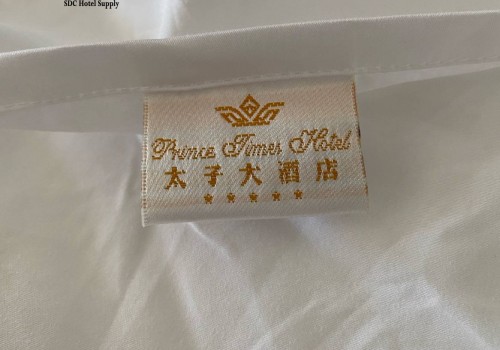 SDC Hotel Supply
Prince Times Hotel
太子大酒店